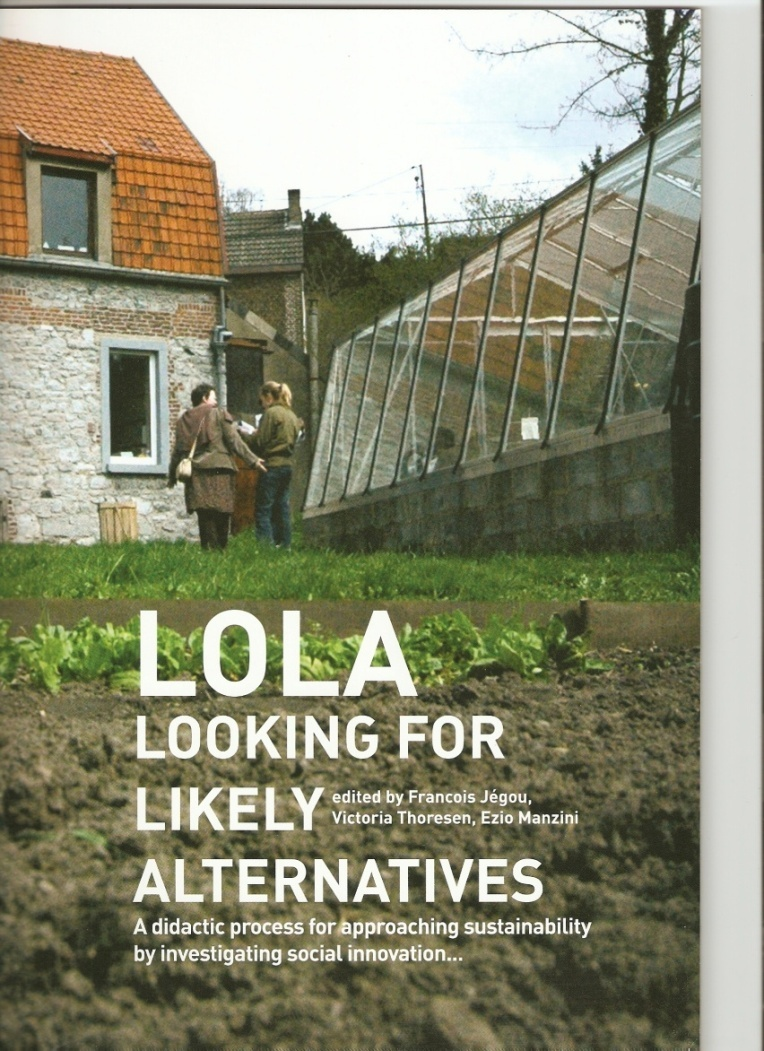 LOLA
LOOKING FOR
LIKELY
edited by Francois Jégou,
Victoria Thoresen, Ezio Manzini
ALTERNATIVES
A didactic process for approaching sustainability
by investigating social innovation...